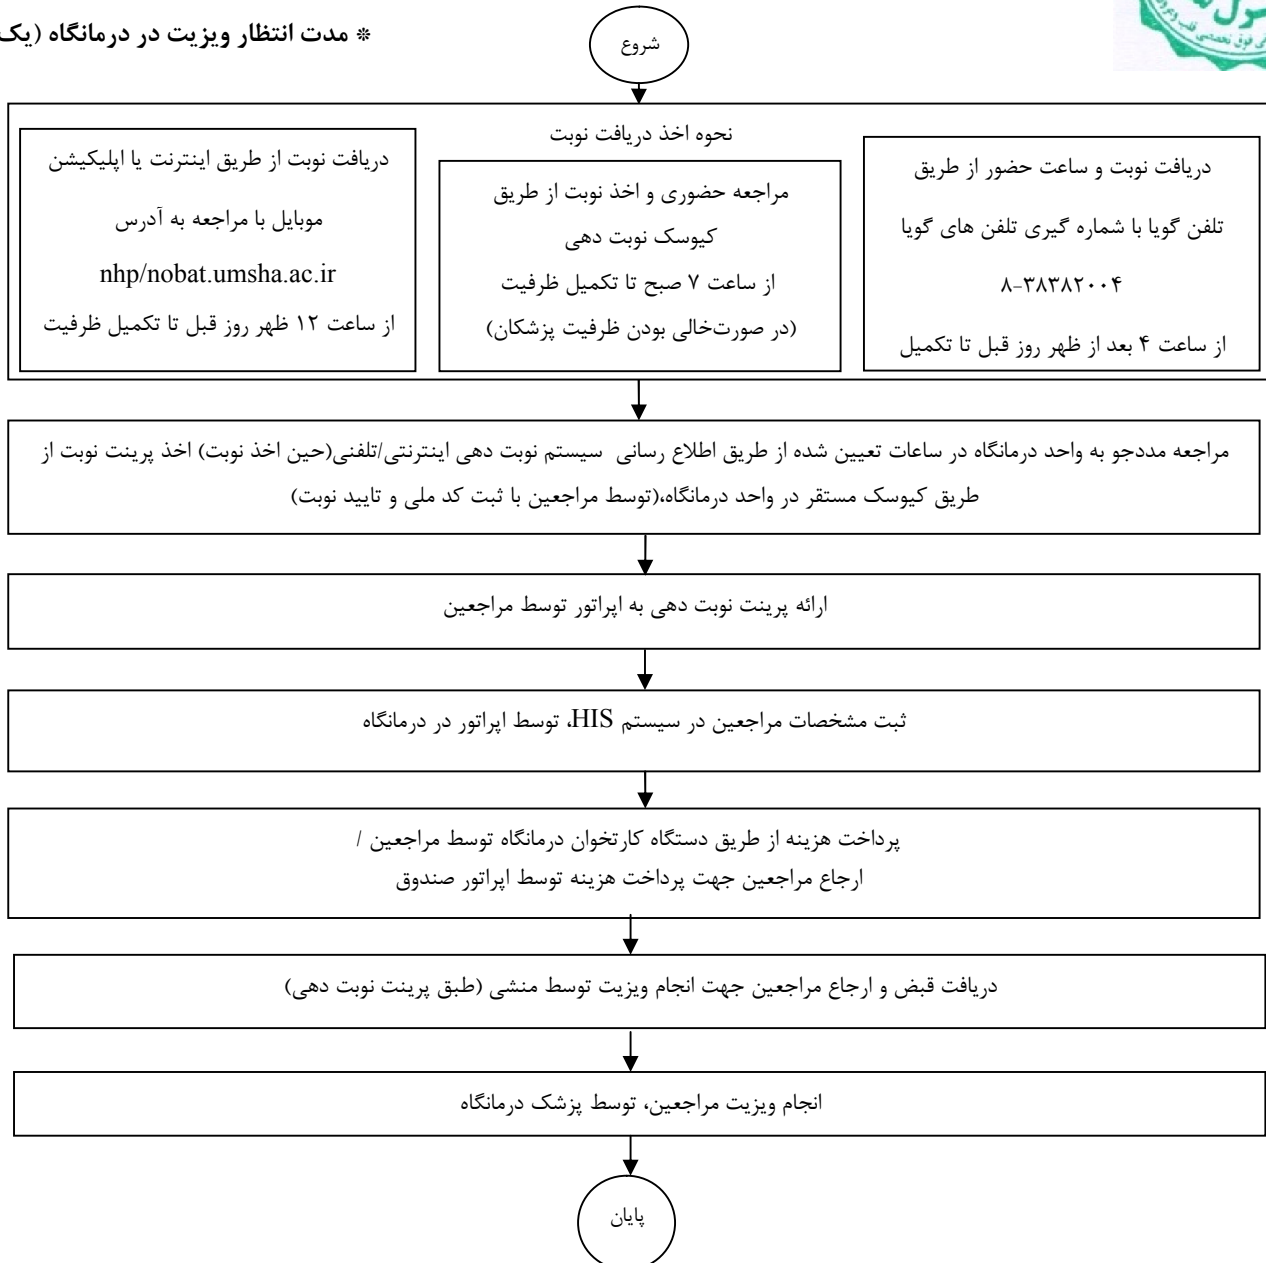 * مدت انتظار ویزیت در درمانگاه (یک
شروع
نحوه اخذ دریافت نوبت
دریافت نوبت و ساعت حضور از طریق
تلفن گویا با شماره گیری تلفن های گویا
۸-۳۸۳۸۲۰۰۴
از ساعت ۴ بعد از ظهر روز قبل تا تکمیل
مراجعه حضوری و اخذ نوبت از طریق
کیوسک نوبت دهی
از ساعت ۷ صبح تا تکمیل ظرفیت
(در صورت‌خالی بودن ظرفیت پزشکان)
دریافت نوبت از طریق اینترنت یا اپلیکیشن
موبایل با مراجعه به آدرس
nhp/nobat.umsha.ac.ir
از ساعت ۱۲ ظهر روز قبل تا تکمیل ظرفیت
مراجعه مددجو به واحد درمانگاه در ساعات تعیین شده از طریق اطلاع رسانی سیستم نوبت دهی اینترنتی/تلفنی(حین اخذ نوبت) اخذ پرینت نوبت از
طریق کیوسک مستقر در واحد درمانگاه،(توسط مراجعین با ثبت کد ملی و تایید نوبت)
ارائه پرینت نوبت دهی به اپراتور توسط مراجعین
ثبت مشخصات مراجعین در سیستم HIS، توسط اپراتور در درمانگاه
پرداخت هزینه از طریق دستگاه کارتخوان درمانگاه توسط مراجعین /
ارجاع مراجعین جهت پرداخت هزینه توسط اپراتور صندوق
دریافت قبض و ارجاع مراجعین جهت انجام ویزیت توسط منشی (طبق پرینت نوبت دهی)
انجام ویزیت مراجعین، توسط پزشک درمانگاه
پایان